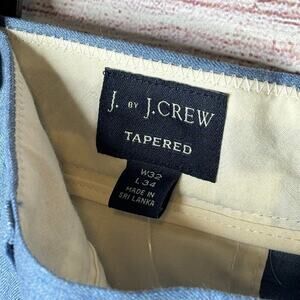 J. BY J.CREW
TAPERED
W32
L34
MADE IN
SRI LANKA